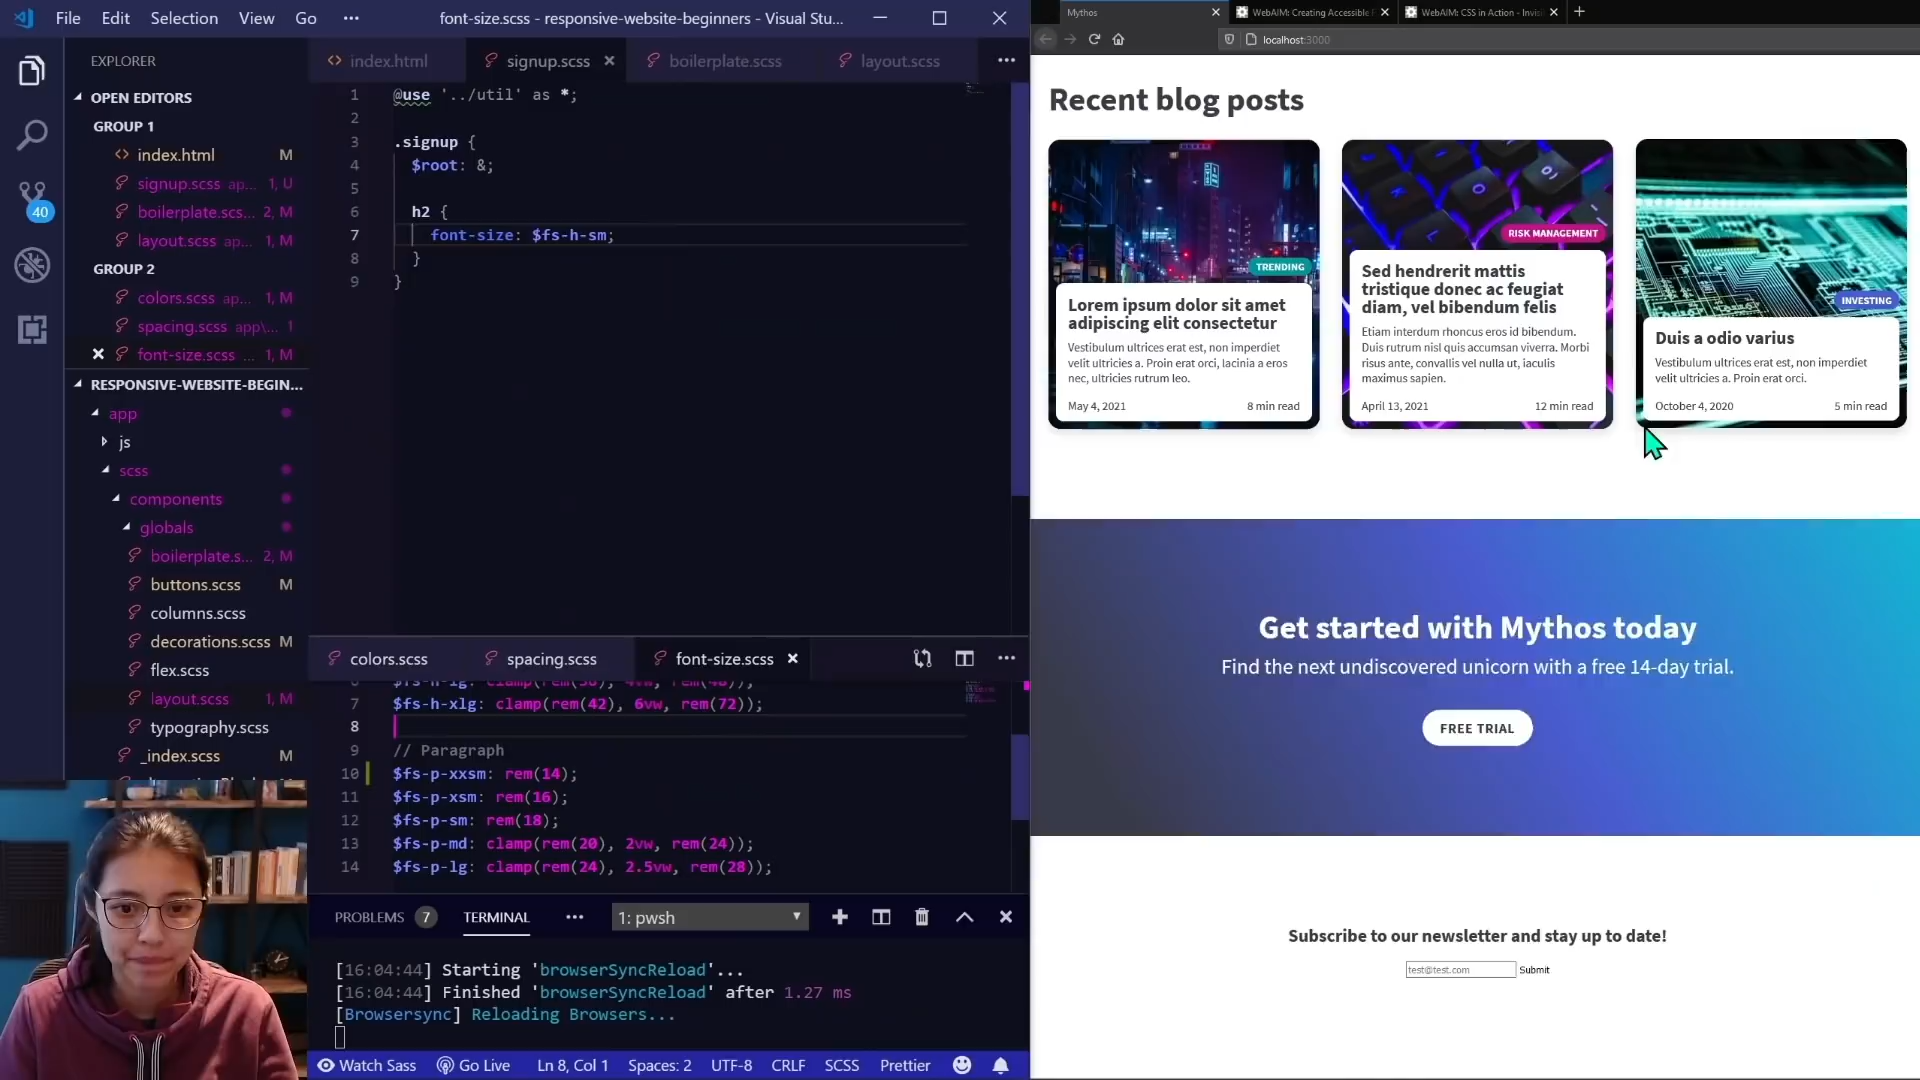 File Edit Selection View Go ··· font-size.scss - responsive-website-beginners - Visual Stu...
EXPLORER
OPEN EDITORS
GROUP 1
index.html M
signup.scss ap... 1, U
boilerplate.scs... 2, M
layout.scss ap... 1, M
GROUP 2
colors.scss ap... 1, M
spacing.scss app\... 1
font-size.scss ... 1, M
RESPONSIVE-WEBSITE-BEGIN...
app
js
scss
components
globals
boilerplate.s... 2, M
buttons.scss M
columns.scss
decorations.scss M
flex.scss
layout.scss 1, M
typography.scss
_index.scss M
40
index.html signup.scss boilerplate.scss layout.scss
1 @use '../util' as *;
2
3 .signup {
4 $root: &;
5
6 h2 {
7 font-size: $fs-h-sm;
8 }
9 }
colors.scss spacing.scss font-size.scss
7 $fs-h-xlg: clamp(rem(42), 6vw, rem(72));
8
9 // Paragraph
10 $fs-p-xxsm: rem(14);
11 $fs-p-xsm: rem(16);
12 $fs-p-sm: rem(18);
13 $fs-p-md: clamp(rem(20), 2vw, rem(24));
14 $fs-p-lg: clamp(rem(24), 2.5vw, rem(28));
PROBLEMS 7 TERMINAL ··· 1: pwsh
[16:04:44] Starting 'browserSyncReload'...
[16:04:44] Finished 'browserSyncReload' after 1.27 ms
[Browsersync] Reloading Browsers...
Watch Sass Go Live Ln 8, Col 1 Spaces: 2 UTF-8 CRLF SCSS Prettier
Mythos WebAIM: Creating Accessible WebAIM: CSS in Action - Invisi
localhost:3000
Recent blog posts
TRENDING
Lorem ipsum dolor sit amet
adipiscing elit consectetur
Vestibulum ultrices erat est, non imperdiet
velit ultricies a. Proin erat orci, lacinia a eros
nec, ultricies rutrum leo.
May 4, 2021 8 min read
RISK MANAGEMENT
Sed hendrerit mattis
tristique donec ac feugiat
diam, vel bibendum felis
Etiam interdum rhoncus eros id bibendum.
Duis rutrum nisl quis accumsan viverra. Morbi
risus ante, convallis vel nulla ut, iaculis
maximus sapien.
April 13, 2021 12 min read
INVESTING
Duis a odio varius
Vestibulum ultrices erat est, non imperdiet
velit ultricies a. Proin erat orci.
October 4, 2020 5 min read
Get started with Mythos today
Find the next undiscovered unicorn with a free 14-day trial.
FREE TRIAL
Subscribe to our newsletter and stay up to date!
test@test.com Submit